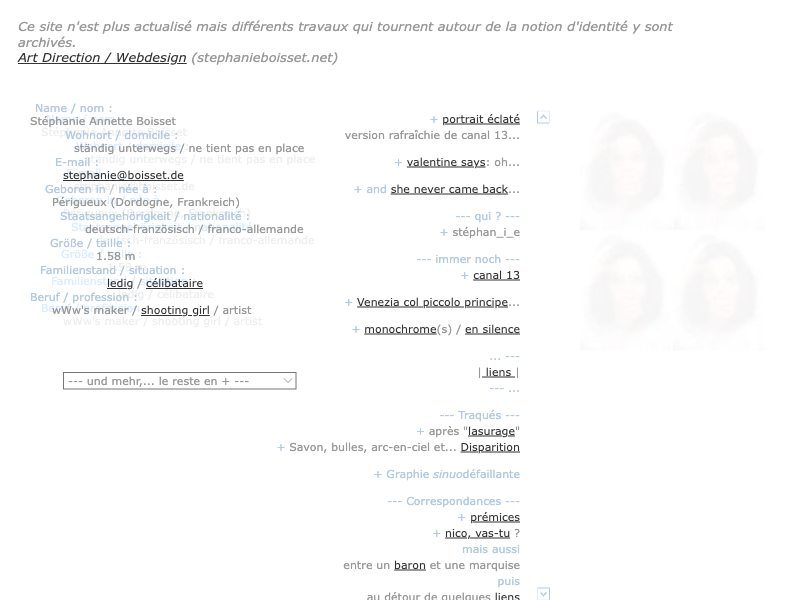 Ce site n'est plus actualisé mais différents travaux qui tournent autour de la notion d'identité y sont
archivés.
Art Direction / Webdesign (stephanieboisset.net)
Name / nom :
Stéphanie Annette Boisset
Wohnort / domicile :
ständig unterwegs / ne tient pas en place
E-mail :
stephanie@boisset.de
Geboren in / née à :
Périgueux (Dordogne, Frankreich)
Staatsangehörigkeit / nationalité :
deutsch-französisch / franco-allemande
Größe / taille :
1.58 m
Familienstand / situation :
ledig / célibataire
Beruf / profession :
wWw's maker / shooting girl / artist
--- und mehr,... le reste en + ---
+ portrait éclaté
version rafraîchie de canal 13...
+ valentine says: oh...
+ and she never came back...
--- qui ? ---
+ stéphan_i_e
--- immer noch ---
+ canal 13
+ Venezia col piccolo principe...
+ monochrome(s) / en silence
... ---
| liens |
--- ...
--- Traqués ---
+ après "lasurage"
+ Savon, bulles, arc-en-ciel et... Disparition
+ Graphie sinuodéfaillante
--- Correspondances ---
+ prémices
+ nico, vas-tu ?
mais aussi
entre un baron et une marquise
puis
au détour de quelques liens